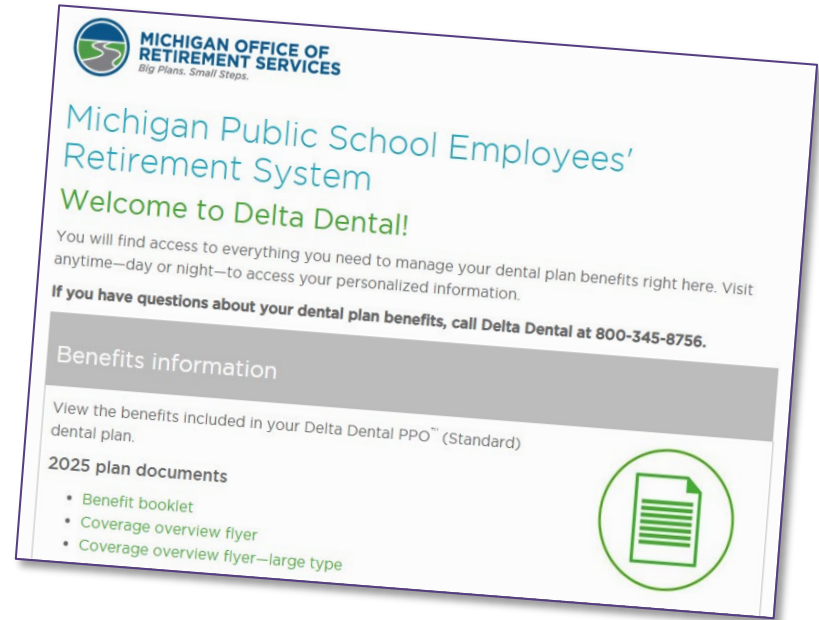 MICHIGAN OFFICE OF
RETIREMENT SERVICES
Big Plans. Small Steps.
Michigan Public School Employees'
Retirement System
Welcome to Delta Dental!
You will find access to everything you need to manage your dental plan benefits right here. Visit
anytime—day or night—to access your personalized information.
If you have questions about your dental plan benefits, call Delta Dental at 800-345-8756.
Benefits information
View the benefits included in your Delta Dental PPO™ (Standard)
dental plan.
2025 plan documents
• Benefit booklet
• Coverage overview flyer
• Coverage overview flyer—large type